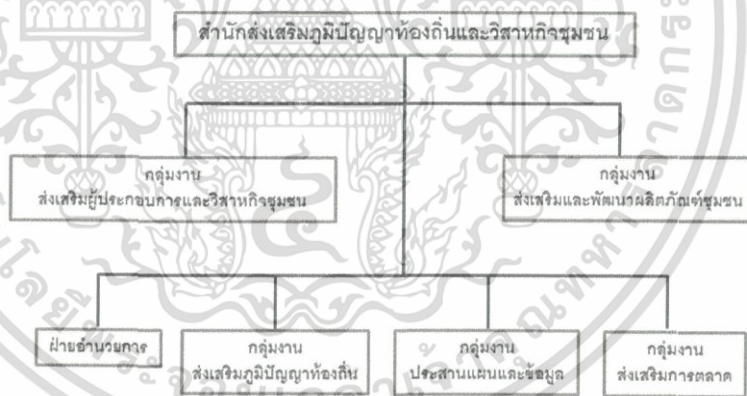 สำนักส่งเสริมภูมิปัญญาท้องถิ่นและวิสาหกิจชุมชน
กลุ่มงาน
ส่งเสริมผู้ประกอบการและวิสาหกิจชุมชน
กลุ่มงาน
ส่งเสริมและพัฒนาผลิตภัณฑ์ชุมชน
ฝ่ายอำนวยการ
กลุ่มงาน
ส่งเสริมภูมิปัญญาท้องถิ่น
กลุ่มงาน
ประสานแผนและข้อมูล
กลุ่มงาน
ส่งเสริมการตลาด